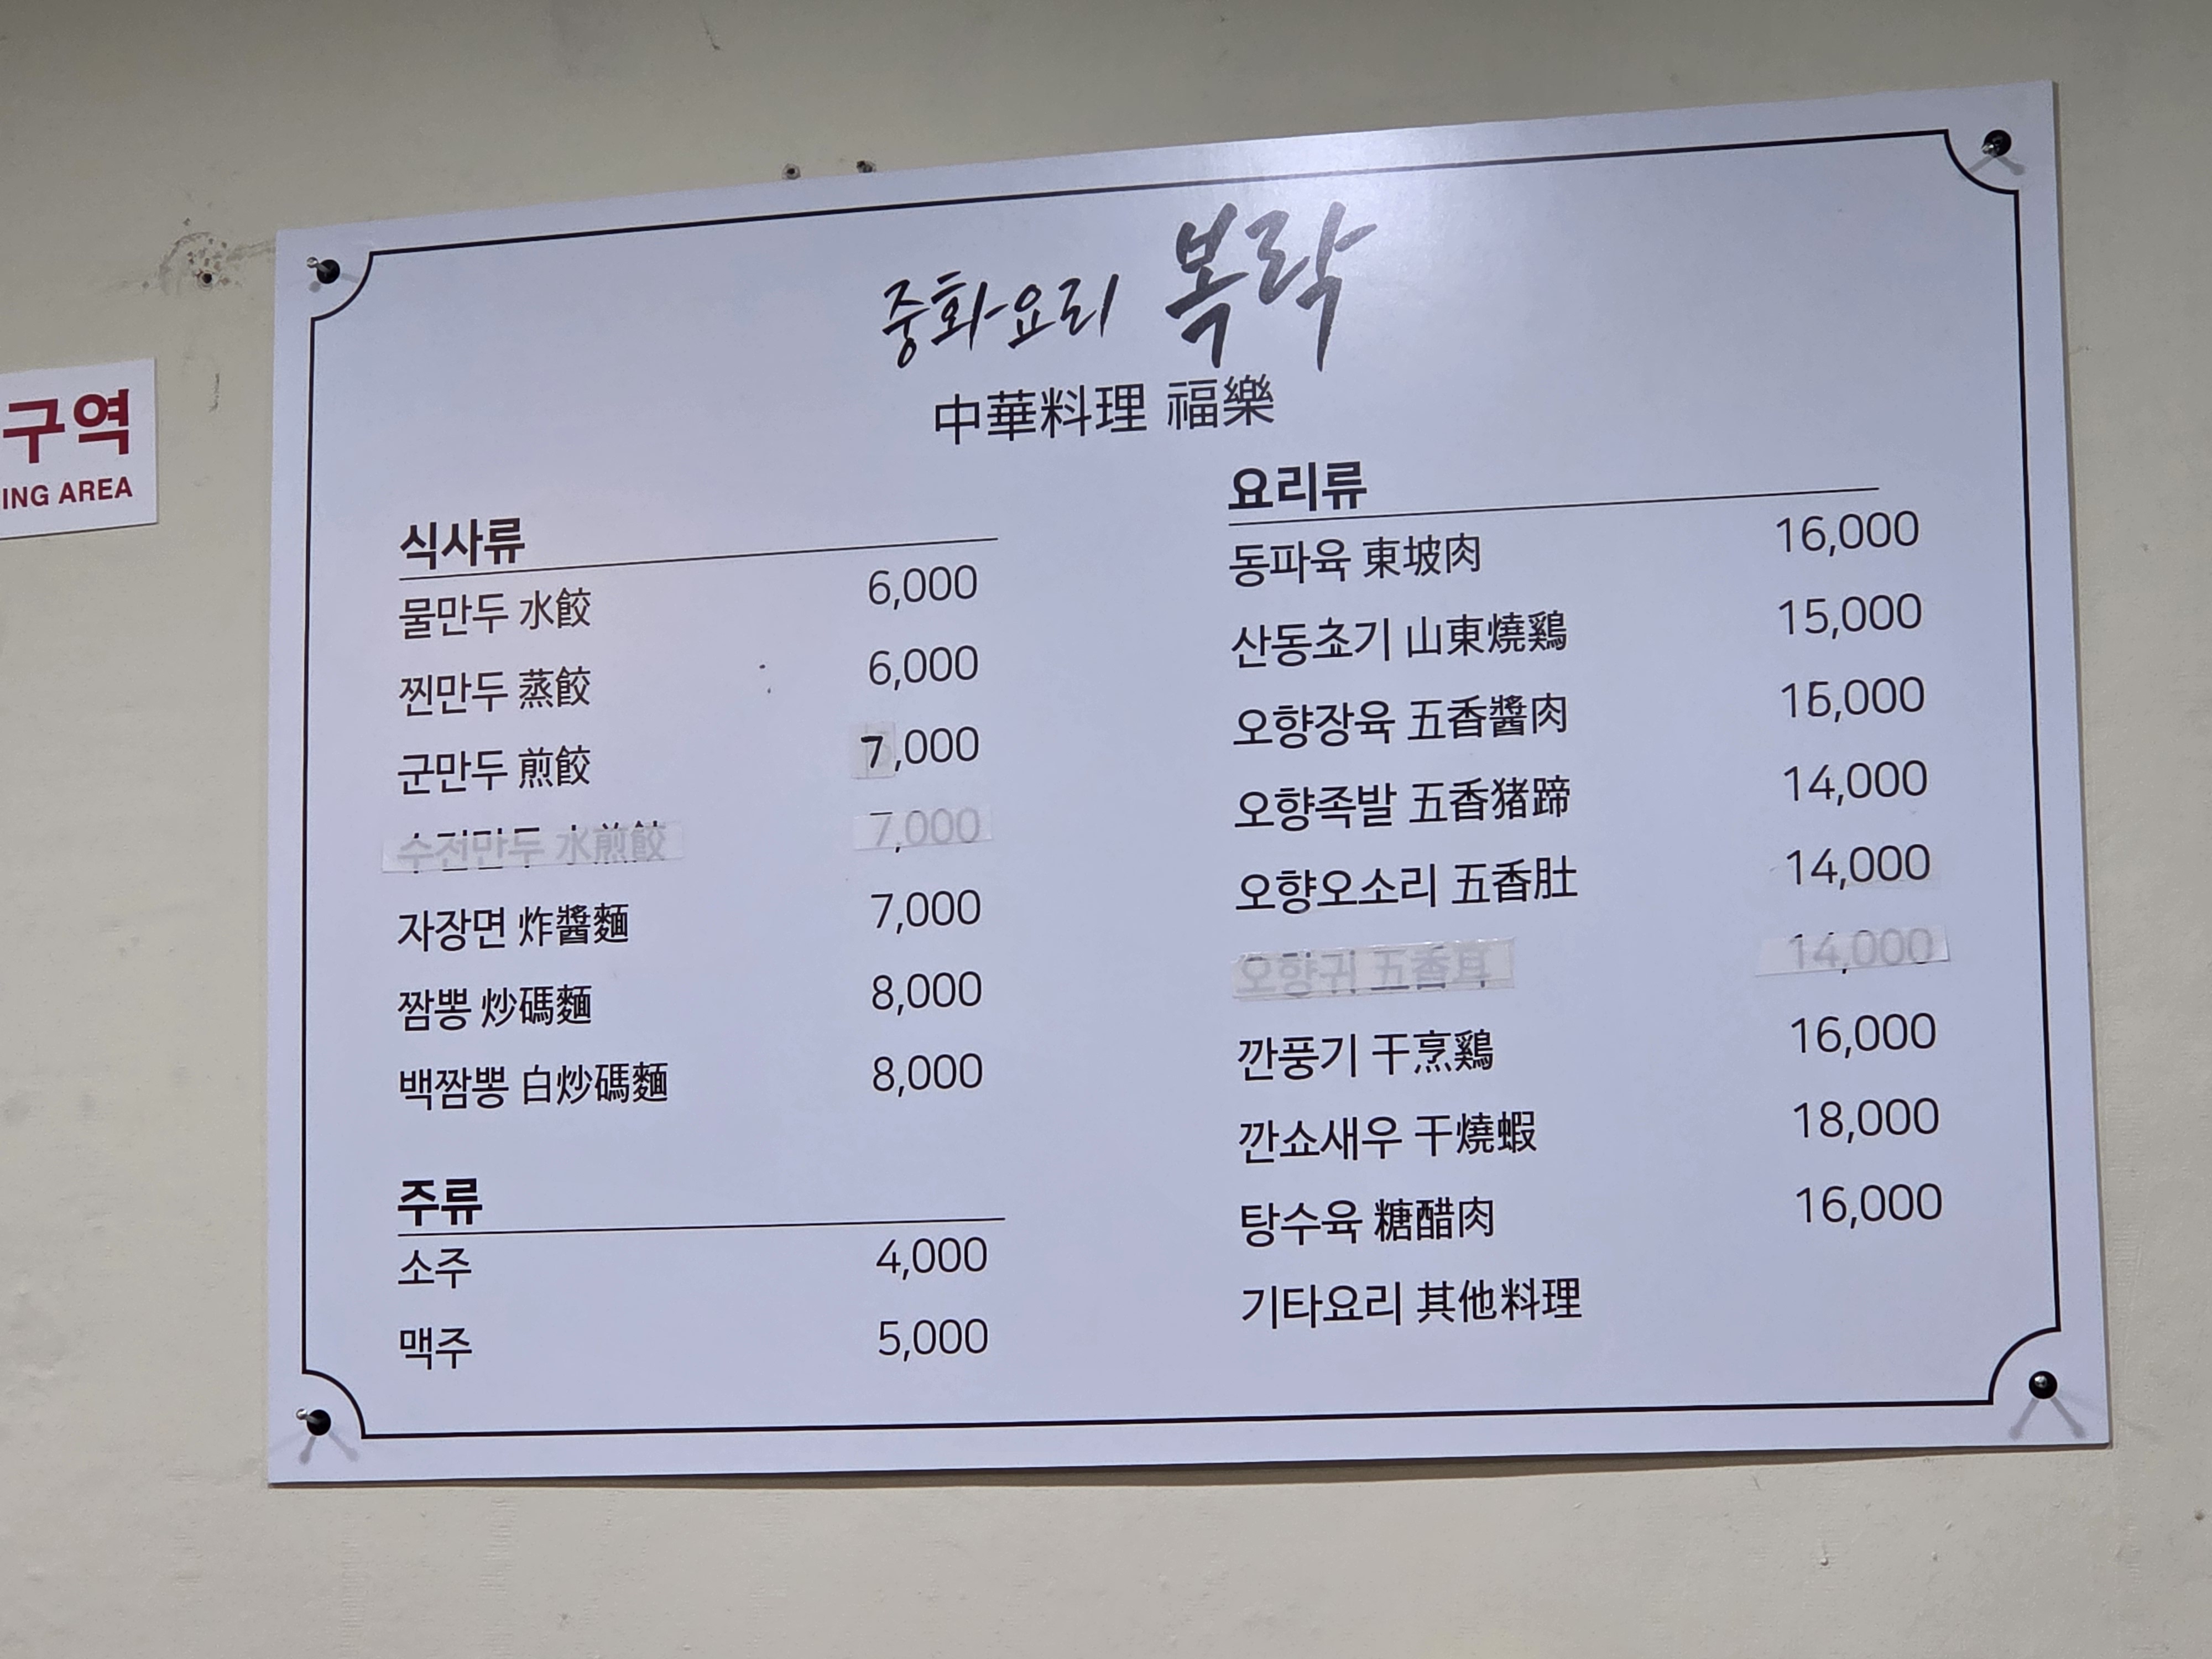 구역
ING AREA
중화요리 복락
中華料理 福樂
식사류
물만두 水餃 6,000
찐만두 蒸餃 6,000
군만두 煎餃 7,000
수전만두 水煎餃 7,000
자장면 炸醬麵 7,000
짬뽕 炒碼麵 8,000
백짬뽕 白炒碼麵 8,000
주류
소주 4,000
맥주 5,000
요리류
동파육 東坡肉 16,000
산동쵸기 山東燒鷄 15,000
오향장육 五香醬肉
오향족발 五香猪蹄 14,000
오향오소리 五香肚 14,000
오향귀 五香耳 14,000
깐풍기 干烹鷄 16,000
깐쇼새우 干燒蝦 18,000
탕수육 糖醋肉 16,000
기타요리 其他料理